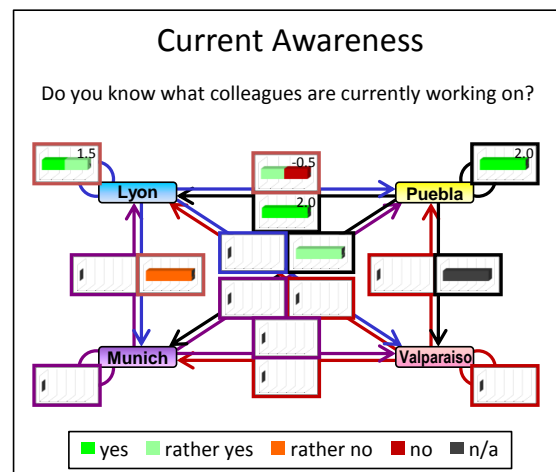 Current Awareness
Do you know what colleagues are currently working on?
1.5
-0.5
2.0
Lyon
Puebla
2.0
Munich
Valparaiso
yes
rather yes
rather no
no
n/a